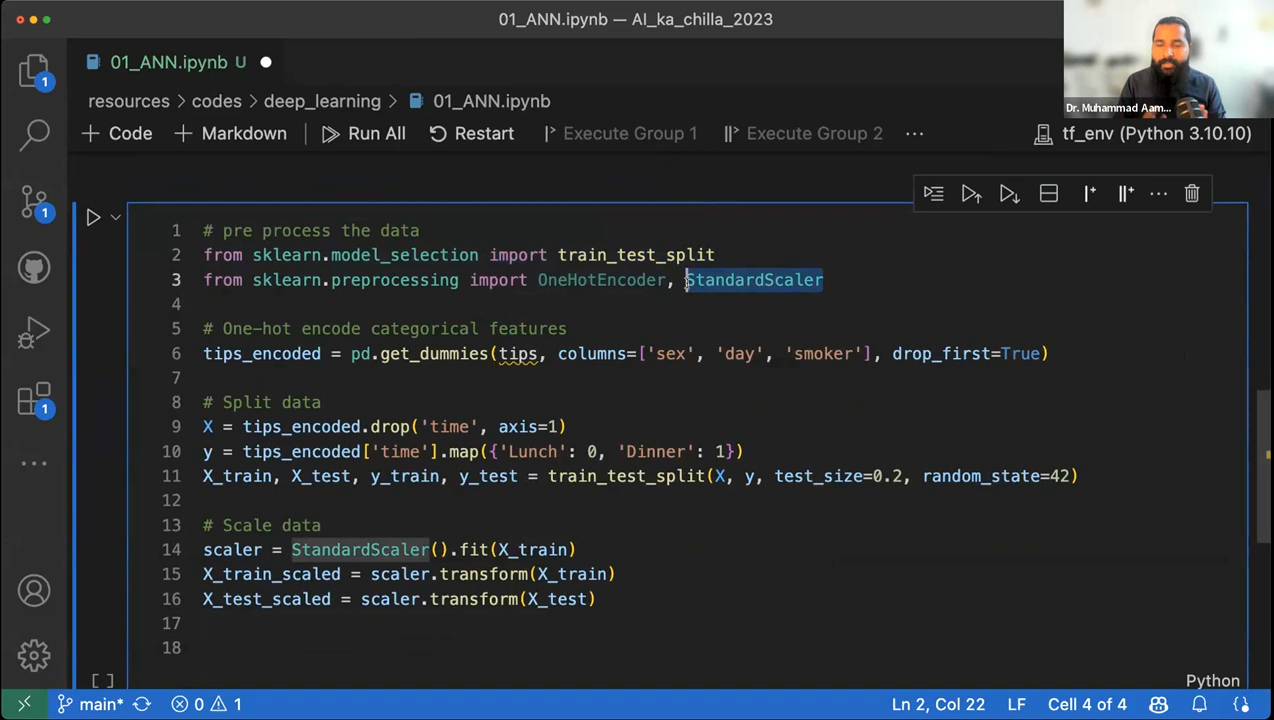 01_ANN.ipynb — AI_ka_chilla_2023
01_ANN.ipynb U
resources > codes > deep_learning > 01_ANN.ipynb
+ Code + Markdown Run All Restart Execute Group 1 Execute Group 2 ... tf_env (Python 3.10.10)
Dr. Muhammad Aam...
1
1
1
1 # pre process the data
2 from sklearn.model_selection import train_test_split
3 from sklearn.preprocessing import OneHotEncoder, StandardScaler
4
5 # One-hot encode categorical features
6 tips_encoded = pd.get_dummies(tips, columns=['sex', 'day', 'smoker'], drop_first=True)
7
8 # Split data
9 X = tips_encoded.drop('time', axis=1)
10 y = tips_encoded['time'].map({'Lunch': 0, 'Dinner': 1})
11 X_train, X_test, y_train, y_test = train_test_split(X, y, test_size=0.2, random_state=42)
12
13 # Scale data
14 scaler = StandardScaler().fit(X_train)
15 X_train_scaled = scaler.transform(X_train)
16 X_test_scaled = scaler.transform(X_test)
17
18
[ ] Python
main* 0 1 Ln 2, Col 22 LF Cell 4 of 4